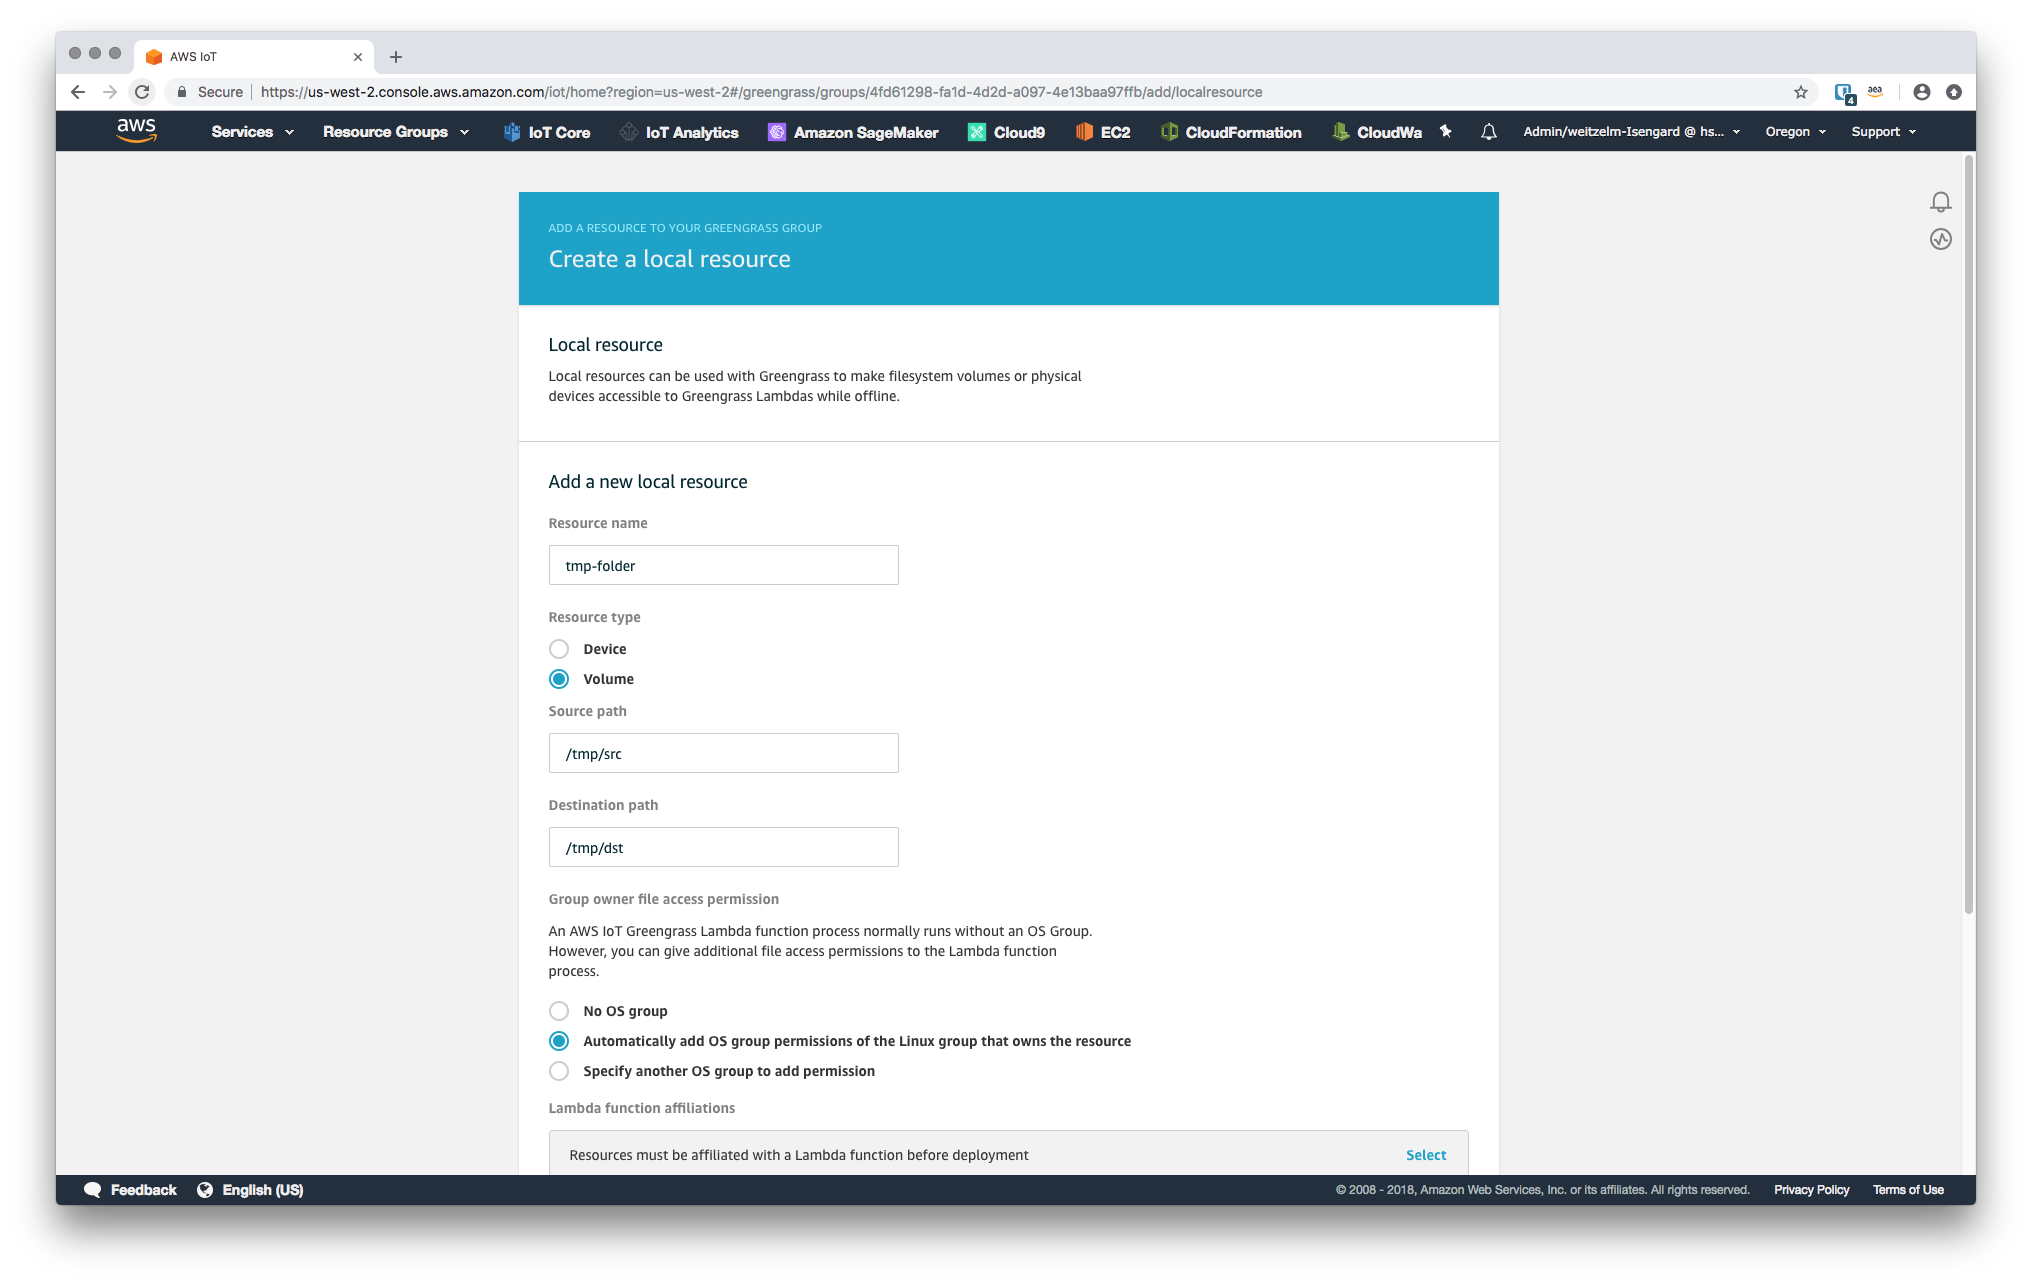 AWS IoT
Secure https://us-west-2.console.aws.amazon.com/iot/home?region=us-west-2#/greengrass/groups/4fd61298-fa1d-4d2d-a097-4e13baa97ffb/add/localresource
4
aea
aws Services Resource Groups IoT Core IoT Analytics Amazon SageMaker Cloud9 EC2 CloudFormation CloudWa Admin/weitzelm-Isengard @ hs... Oregon Support
ADD A RESOURCE TO YOUR GREENGRASS GROUP
Create a local resource
Local resource
Local resources can be used with Greengrass to make filesystem volumes or physical
devices accessible to Greengrass Lambdas while offline.
Add a new local resource
Resource name
tmp-folder
Resource type
Device
Volume
Source path
/tmp/src
Destination path
/tmp/dst
Group owner file access permission
An AWS IoT Greengrass Lambda function process normally runs without an OS Group.
However, you can give additional file access permissions to the Lambda function
process.
No OS group
Automatically add OS group permissions of the Linux group that owns the resource
Specify another OS group to add permission
Lambda function affiliations
Resources must be affiliated with a Lambda function before deployment Select
Feedback English (US) © 2008 - 2018, Amazon Web Services, Inc. or its affiliates. All rights reserved. Privacy Policy Terms of Use